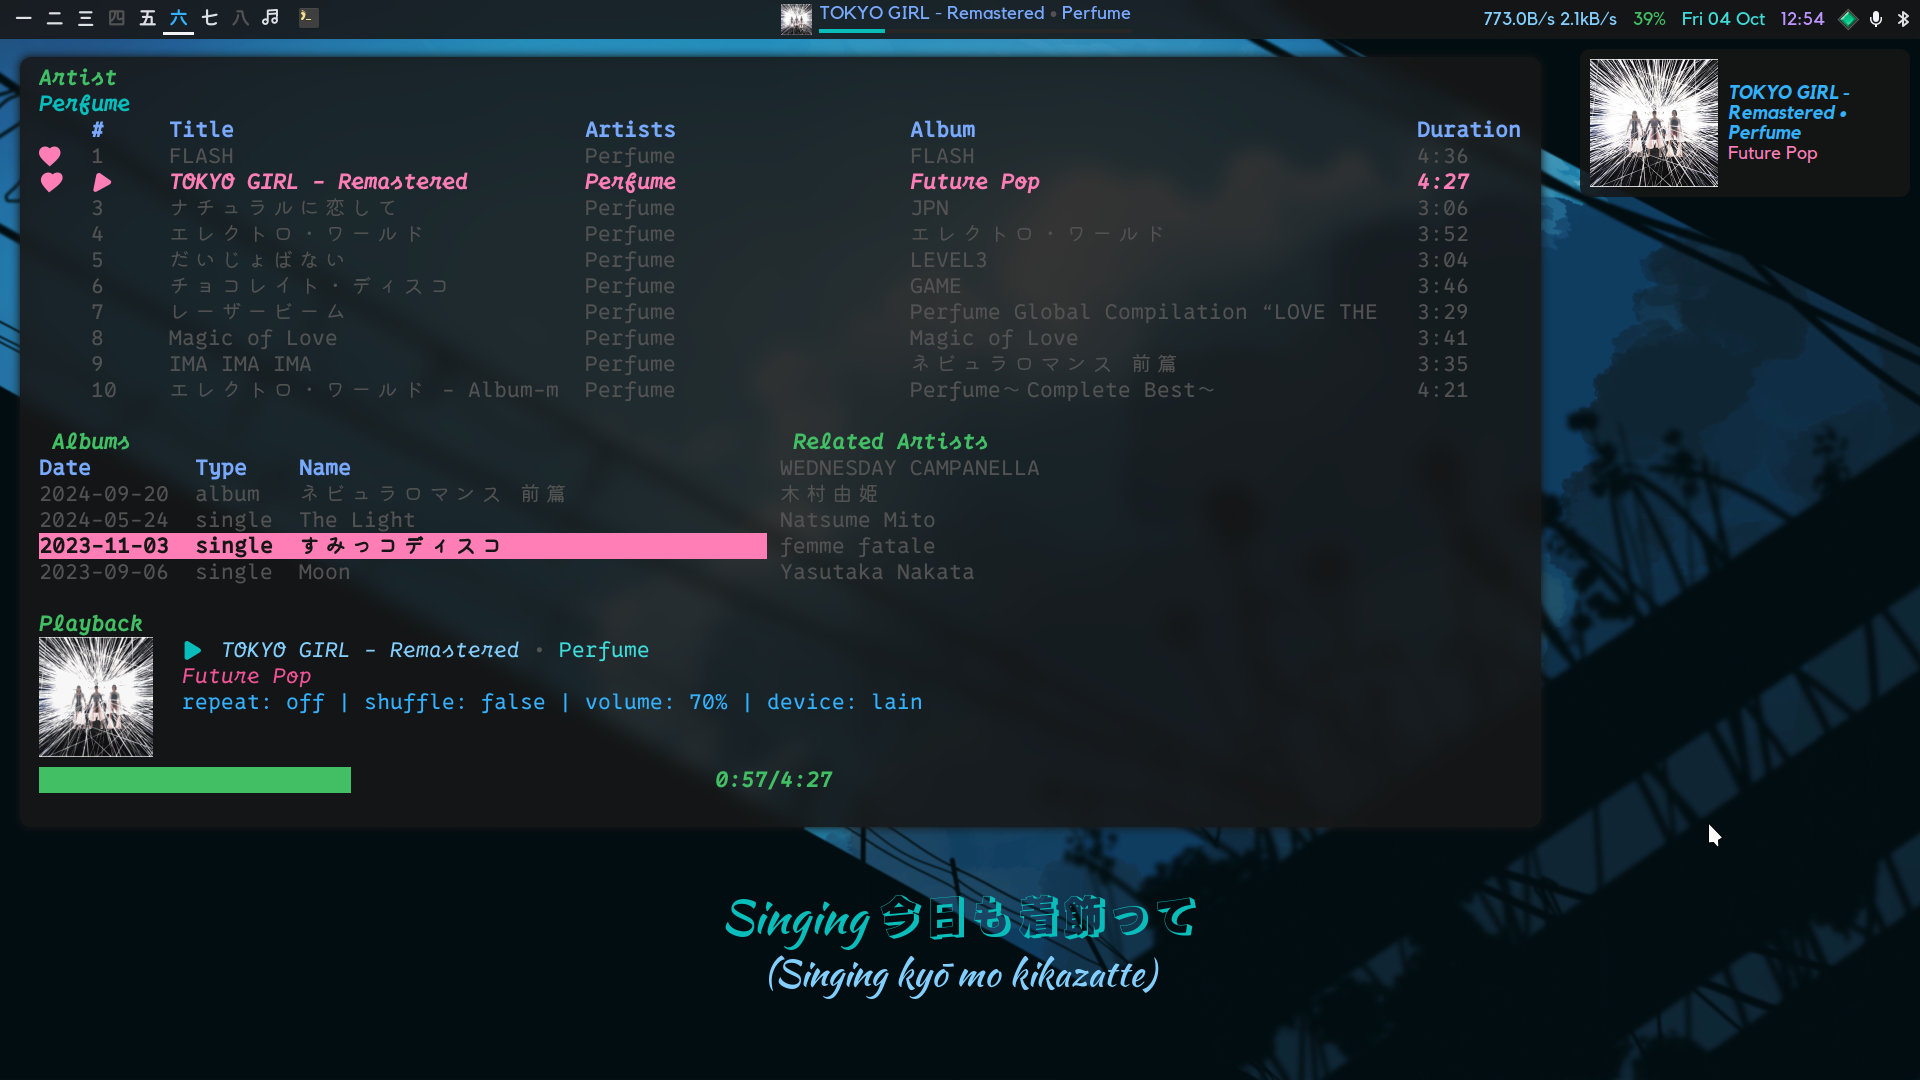 一 二 三 四 五 六 七 八
TOKYO GIRL - Remastered • Perfume
773.0B/s 2.1kB/s 39% Fri 04 Oct 12:54
Artist
Perfume
# Title Artists Album Duration
1 FLASH Perfume FLASH 4:36
TOKYO GIRL - Remastered Perfume Future Pop 4:27
3 ナチュラルに恋して Perfume JPN 3:06
4 エレクトロ・ワールド Perfume エレクトロ・ワールド 3:52
5 だいじょばない Perfume LEVEL3 3:04
6 チョコレイト・ディスコ Perfume GAME 3:46
7 レーザービーム Perfume Perfume Global Compilation “LOVE THE 3:29
8 Magic of Love Perfume Magic of Love 3:41
9 IMA IMA IMA Perfume ネビュラロマンス 前篇 3:35
10 エレクトロ・ワールド - Album-m Perfume Perfume～Complete Best～ 4:21
Albums
Date Type Name
2024-09-20 album ネビュラロマンス 前篇
2024-05-24 single The Light
2023-11-03 single すみっコディスコ
2023-09-06 single Moon
Related Artists
WEDNESDAY CAMPANELLA
木村由姫
Natsume Mito
femme fatale
Yasutaka Nakata
Playback
TOKYO GIRL - Remastered • Perfume
Future Pop
repeat: off | shuffle: false | volume: 70% | device: lain
0:57/4:27
TOKYO GIRL -
Remastered •
Perfume
Future Pop
Singing 今日も着飾って
(Singing kyō mo kikazatte)